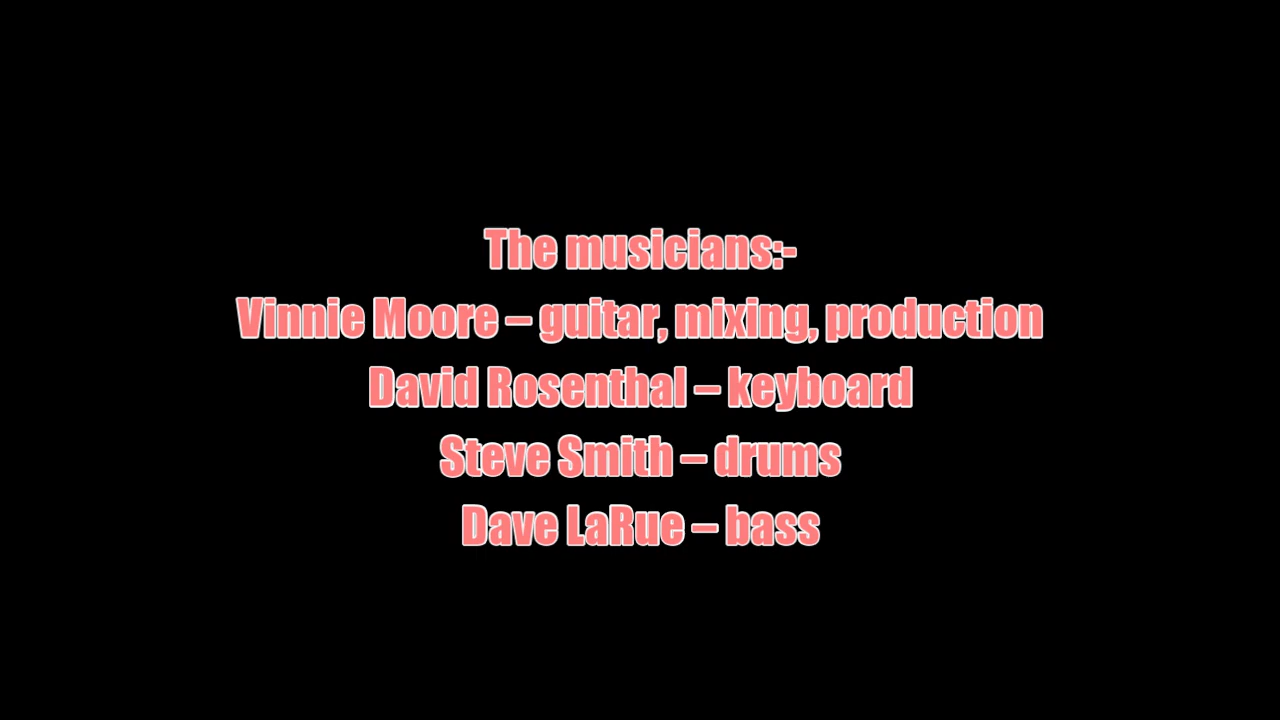 The musicians:-
Vinnie Moore – guitar, mixing, production
David Rosenthal – keyboard
Steve Smith – drums
Dave LaRue – bass